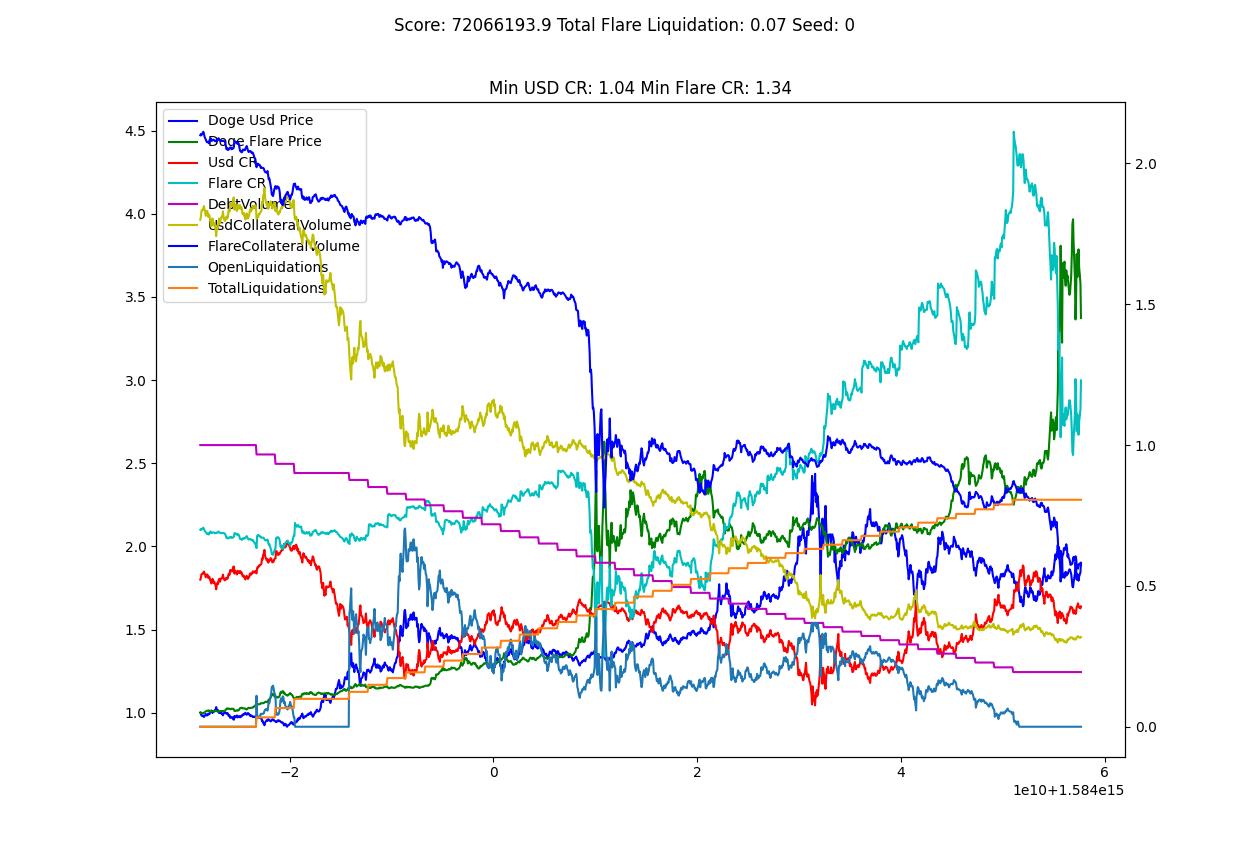 Score: 72066193.9 Total Flare Liquidation: 0.07 Seed: 0
Min USD CR: 1.04 Min Flare CR: 1.34
Doge Usd Price
Doge Flare Price
Usd CR
Flare CR
DebtVolume
UsdCollateralVolume
FlareCollateralVolume
OpenLiquidations
TotalLiquidations
4.5
4.0
3.5
3.0
2.5
2.0
1.5
1.0
2.0
1.5
1.0
0.5
0.0
−2 0 2 4 6
1e10+1.584e15